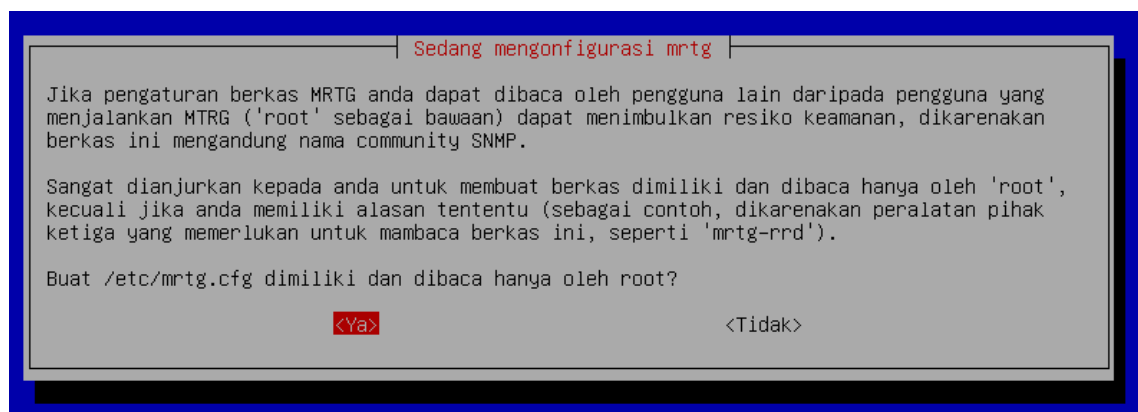 Sedang mengonfigurasi mrtg
Jika pengaturan berkas MRTG anda dapat dibaca oleh pengguna lain daripada pengguna yang
menjalankan MTRG ('root' sebagai bawaan) dapat menimbulkan resiko keamanan, dikarenakan
berkas ini mengandung nama community SNMP.
Sangat dianjurkan kepada anda untuk membuat berkas dimiliki dan dibaca hanya oleh 'root',
kecuali jika anda memiliki alasan tententu (sebagai contoh, dikarenakan peralatan pihak
ketiga yang memerlukan untuk mambaca berkas ini, seperti 'mrtg-rrd').
Buat /etc/mrtg.cfg dimiliki dan dibaca hanya oleh root?
<Ya> <Tidak>